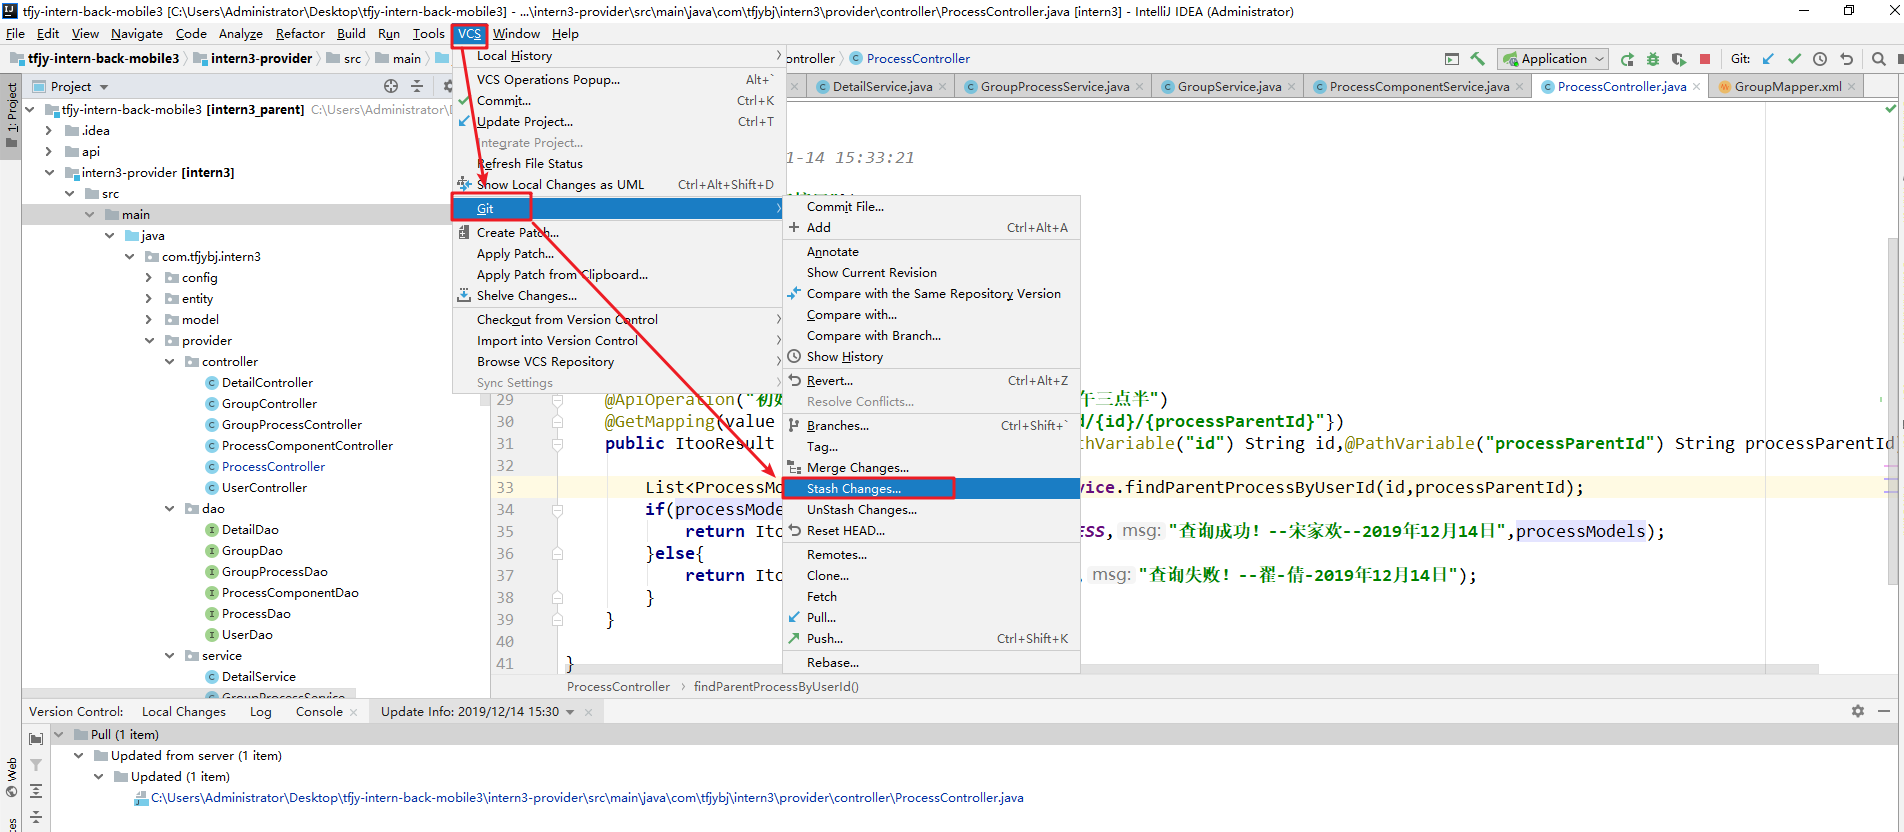 tfjy-intern-back-mobile3 [C:\Users\Administrator\Desktop\tfjy-intern-back-mobile3] - ...\intern3-provider\src\main\java\com\tfjybj\intern3\provider\controller\ProcessController.java [intern3] - IntelliJ IDEA (Administrator)
File Edit View Navigate Code Analyze Refactor Build Run Tools VCS Window Help
tfjy-intern-back-mobile3 intern3-provider src main ontroller ProcessController Application Git:
Project
DetailService.java GroupProcessService.java GroupService.java ProcessComponentService.java ProcessController.java GroupMapper.xml
1: Project
tfjy-intern-back-mobile3 [intern3_parent] C:\Users\Administrator\
.idea
api
intern3-provider [intern3]
src
main
java
com.tfjybj.intern3
config
entity
model
provider
controller
DetailController
GroupController
GroupProcessController
ProcessComponentController
ProcessController
UserController
dao
DetailDao
GroupDao
GroupProcessDao
ProcessComponentDao
ProcessDao
UserDao
service
DetailService
GroupProcessService
Local History
VCS Operations Popup... Alt+`
Commit... Ctrl+K
Update Project... Ctrl+T
Integrate Project...
Refresh File Status
Show Local Changes as UML Ctrl+Alt+Shift+D
Git
Create Patch...
Apply Patch...
Apply Patch from Clipboard...
Shelve Changes...
Checkout from Version Control
Import into Version Control
Browse VCS Repository
Sync Settings
Commit File...
Add Ctrl+Alt+A
Annotate
Show Current Revision
Compare with the Same Repository Version
Compare with...
Compare with Branch...
Show History
Revert... Ctrl+Alt+Z
Resolve Conflicts...
Branches... Ctrl+Shift+`
Tag...
Merge Changes...
Stash Changes...
UnStash Changes...
Reset HEAD...
Remotes...
Clone...
Fetch
Pull...
Push... Ctrl+Shift+K
Rebase...
1-14 15:33:21
29 @ApiOperation("初始 午三点半")
30 @GetMapping(value d/{id}/{processParentId}"})
31 public ItooResult thVariable("id") String id,@PathVariable("processParentId") String processParentId
32
33 List<ProcessMo vice.findParentProcessByUserId(id,processParentId);
34 if(processMode
35 return Ito ESS, msg: "查询成功！--宋家欢--2019年12月14日",processModels);
36 }else{
37 return Ito , msg: "查询失败！--翟-倩-2019年12月14日");
38 }
39 }
40
41 }
ProcessController findParentProcessByUserId()
Version Control: Local Changes Log Console Update Info: 2019/12/14 15:30
Pull (1 item)
Updated from server (1 item)
Updated (1 item)
C:\Users\Administrator\Desktop\tfjy-intern-back-mobile3\intern3-provider\src\main\java\com\tfjybj\intern3\provider\controller\ProcessController.java
Web